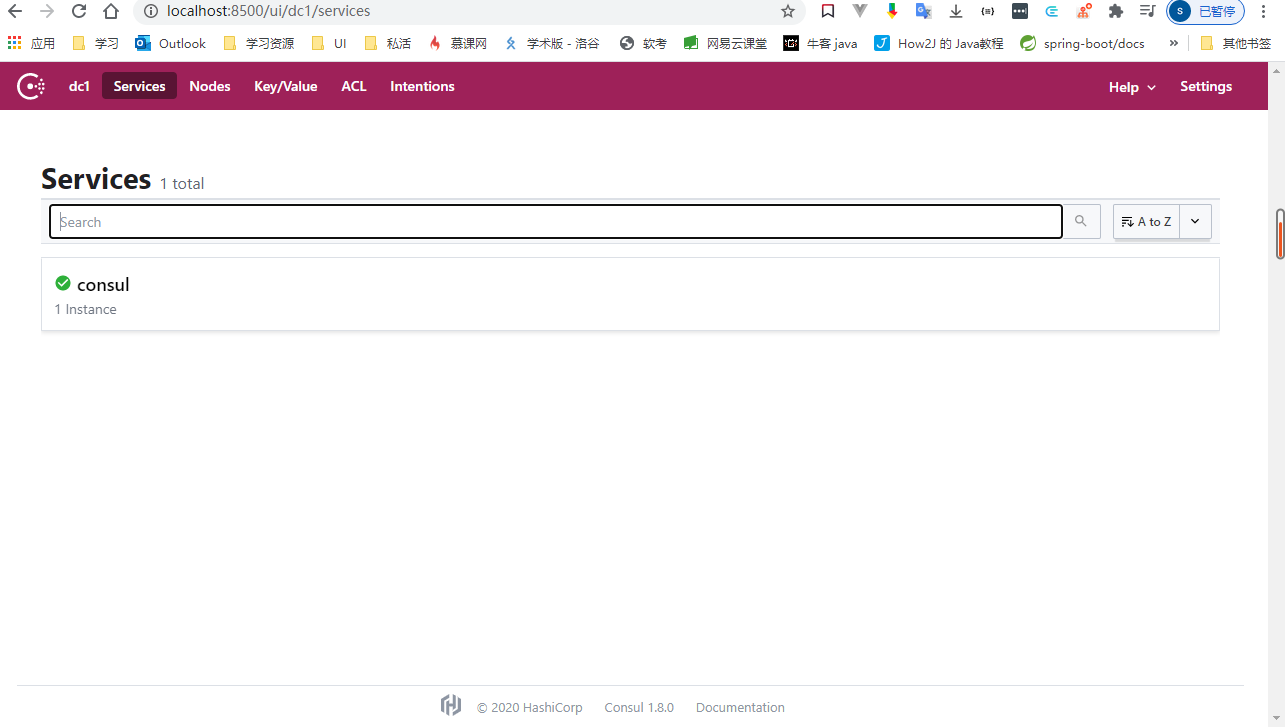 localhost:8500/ui/dc1/services
S 已暂停
应用 学习 Outlook 学习资源 UI 私活 慕课网 学术版 - 洛谷 软考 网易云课堂 牛客 java How2J 的 Java教程 spring-boot/docs » 其他书签
dc1 Services Nodes Key/Value ACL Intentions Help Settings
Services 1 total
Search A to Z
consul
1 Instance
© 2020 HashiCorp Consul 1.8.0 Documentation